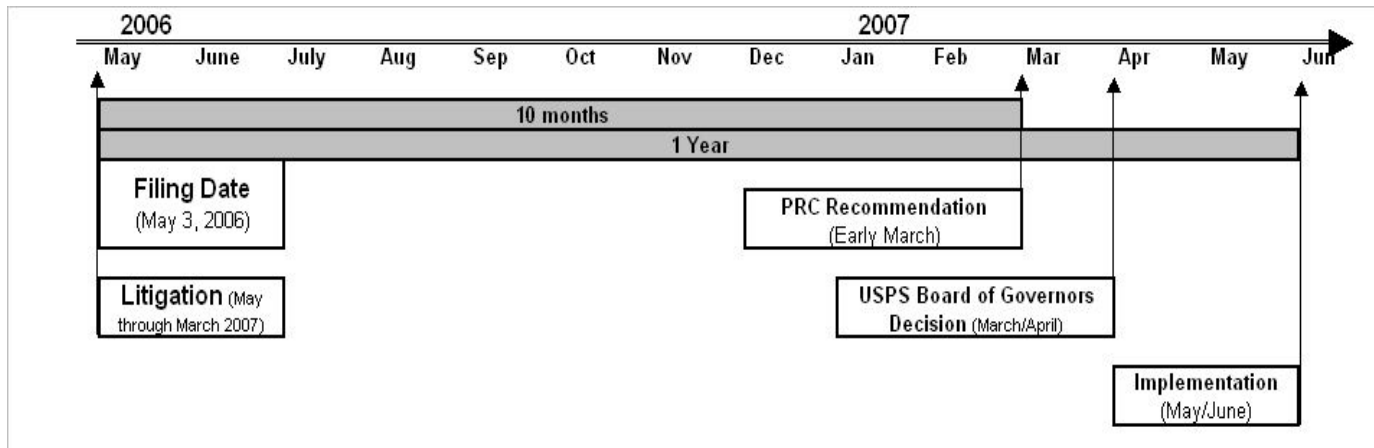 2006 2007
May June July Aug Sep Oct Nov Dec Jan Feb Mar Apr May Jun
10 months
1 Year
Filing Date
(May 3, 2006)
PRC Recommendation
(Early March)
Litigation (May
through March 2007)
USPS Board of Governors
Decision (March/April)
Implementation
(May/June)